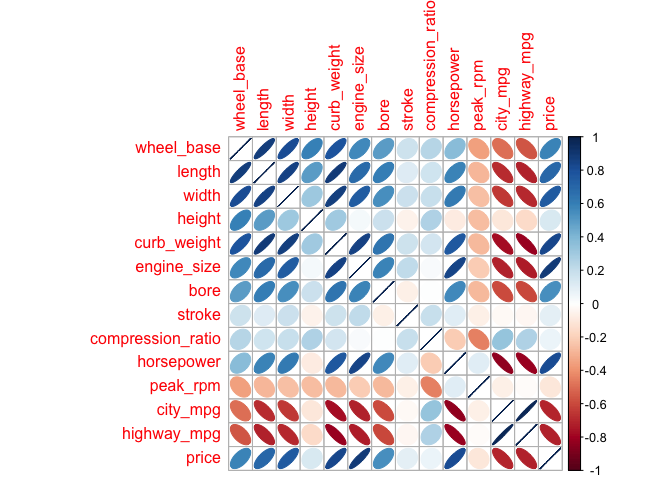 wheel_base
length
width
height
curb_weight
engine_size
bore
stroke
compression_ratio
horsepower
peak_rpm
city_mpg
highway_mpg
price
wheel_base
length
width
height
curb_weight
engine_size
bore
stroke
compression_ratio
horsepower
peak_rpm
city_mpg
highway_mpg
price
1
0.8
0.6
0.4
0.2
0
-0.2
-0.4
-0.6
-0.8
-1